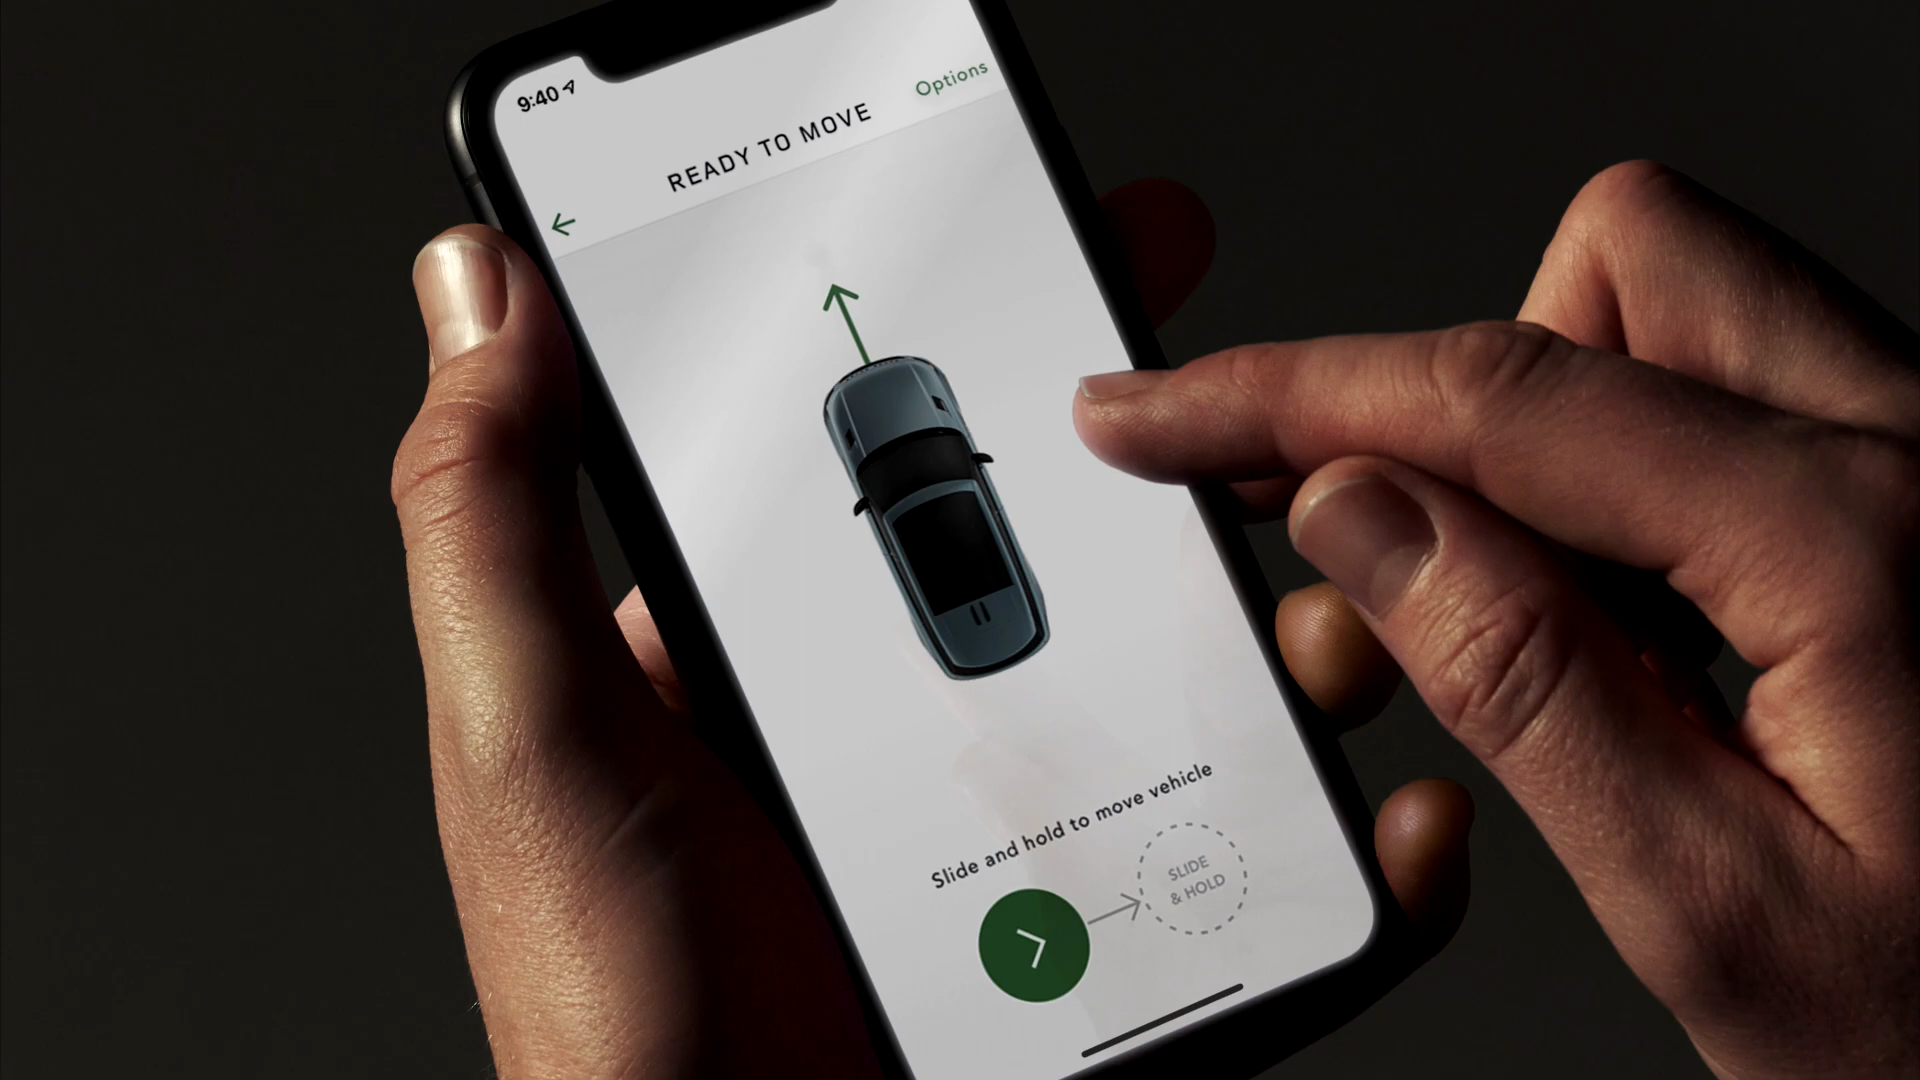 9:40
Options
READY TO MOVE
Slide and hold to move vehicle
SLIDE
& HOLD